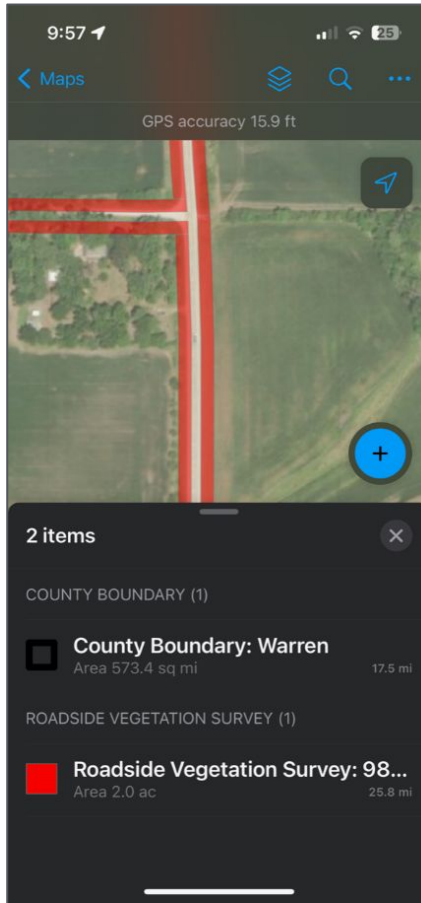 9:57
25
Maps
GPS accuracy 15.9 ft
2 items
COUNTY BOUNDARY (1)
County Boundary: Warren
Area 573.4 sq mi
17.5 mi
ROADSIDE VEGETATION SURVEY (1)
Roadside Vegetation Survey: 98...
Area 2.0 ac
25.8 mi